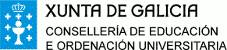 XUNTA DE GALICIA
CONSELLERÍA DE EDUCACIÓN
E ORDENACIÓN UNIVERSITARIA